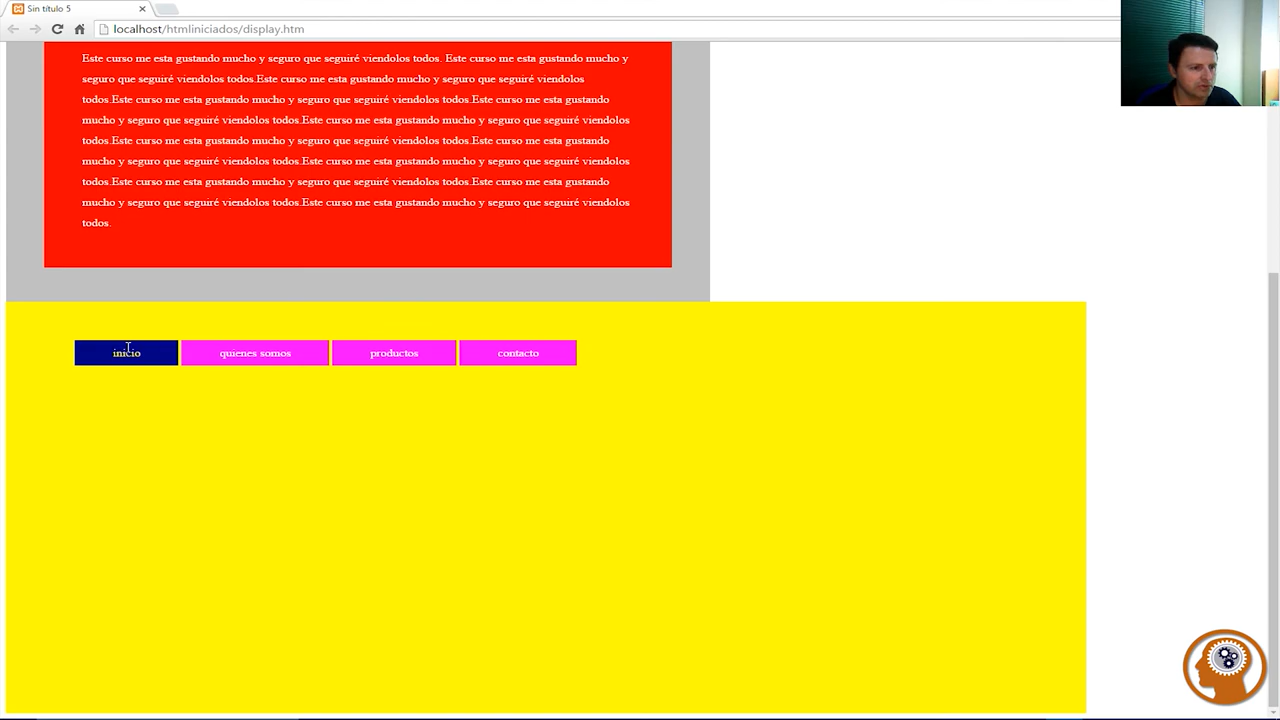 Sin título 5
localhost/htmliniciados/display.htm
Este curso me esta gustando mucho y seguro que seguiré viendolos todos. Este curso me esta gustando mucho y
seguro que seguiré viendolos todos.Este curso me esta gustando mucho y seguro que seguiré viendolos
todos.Este curso me esta gustando mucho y seguro que seguiré viendolos todos.Este curso me esta gustando
mucho y seguro que seguiré viendolos todos.Este curso me esta gustando mucho y seguro que seguiré viendolos
todos.Este curso me esta gustando mucho y seguro que seguiré viendolos todos.Este curso me esta gustando
mucho y seguro que seguiré viendolos todos.Este curso me esta gustando mucho y seguro que seguiré viendolos
todos.Este curso me esta gustando mucho y seguro que seguiré viendolos todos.Este curso me esta gustando
mucho y seguro que seguiré viendolos todos.Este curso me esta gustando mucho y seguro que seguiré viendolos
todos.
inicio
quienes somos
productos
contacto